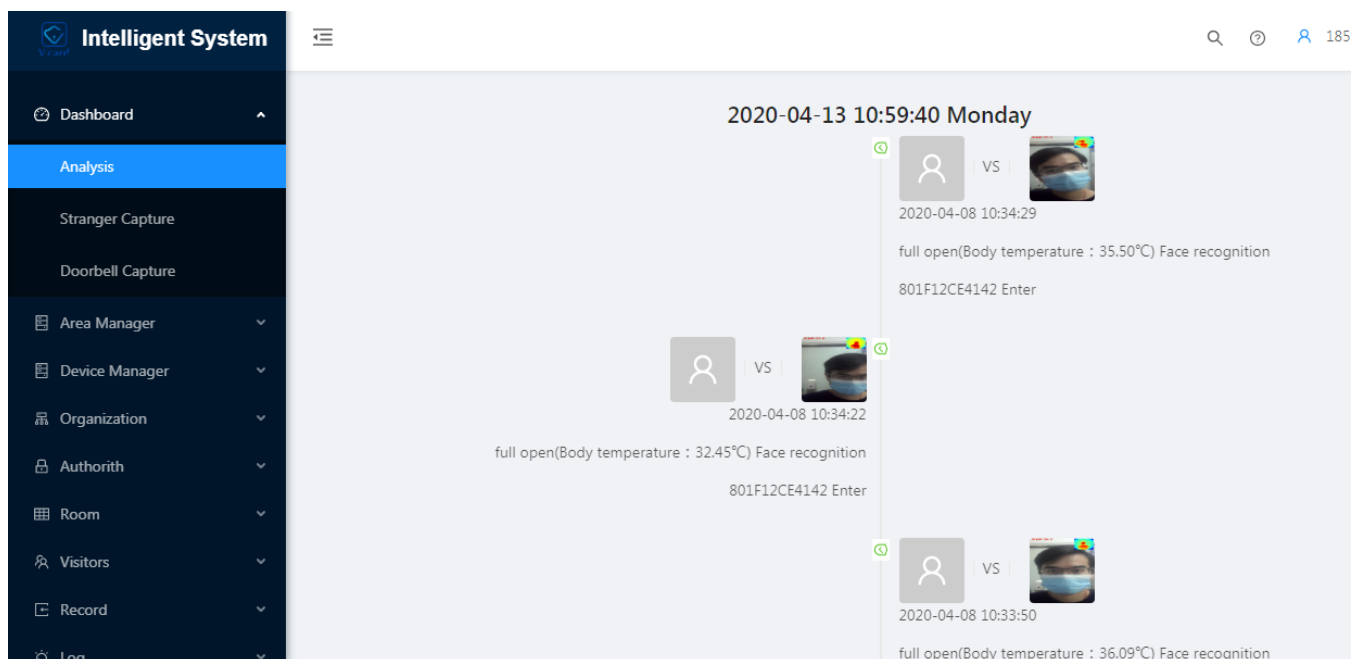 V card
Intelligent System
185
Dashboard
Analysis
Stranger Capture
Doorbell Capture
Area Manager
Device Manager
Organization
Authorith
Room
Visitors
Record
Log
2020-04-13 10:59:40 Monday
VS
2020-04-08 10:34:29
full open(Body temperature：35.50℃) Face recognition
801F12CE4142 Enter
VS
2020-04-08 10:34:22
full open(Body temperature：32.45℃) Face recognition
801F12CE4142 Enter
VS
2020-04-08 10:33:50
full open(Body temperature：36.09℃) Face recognition